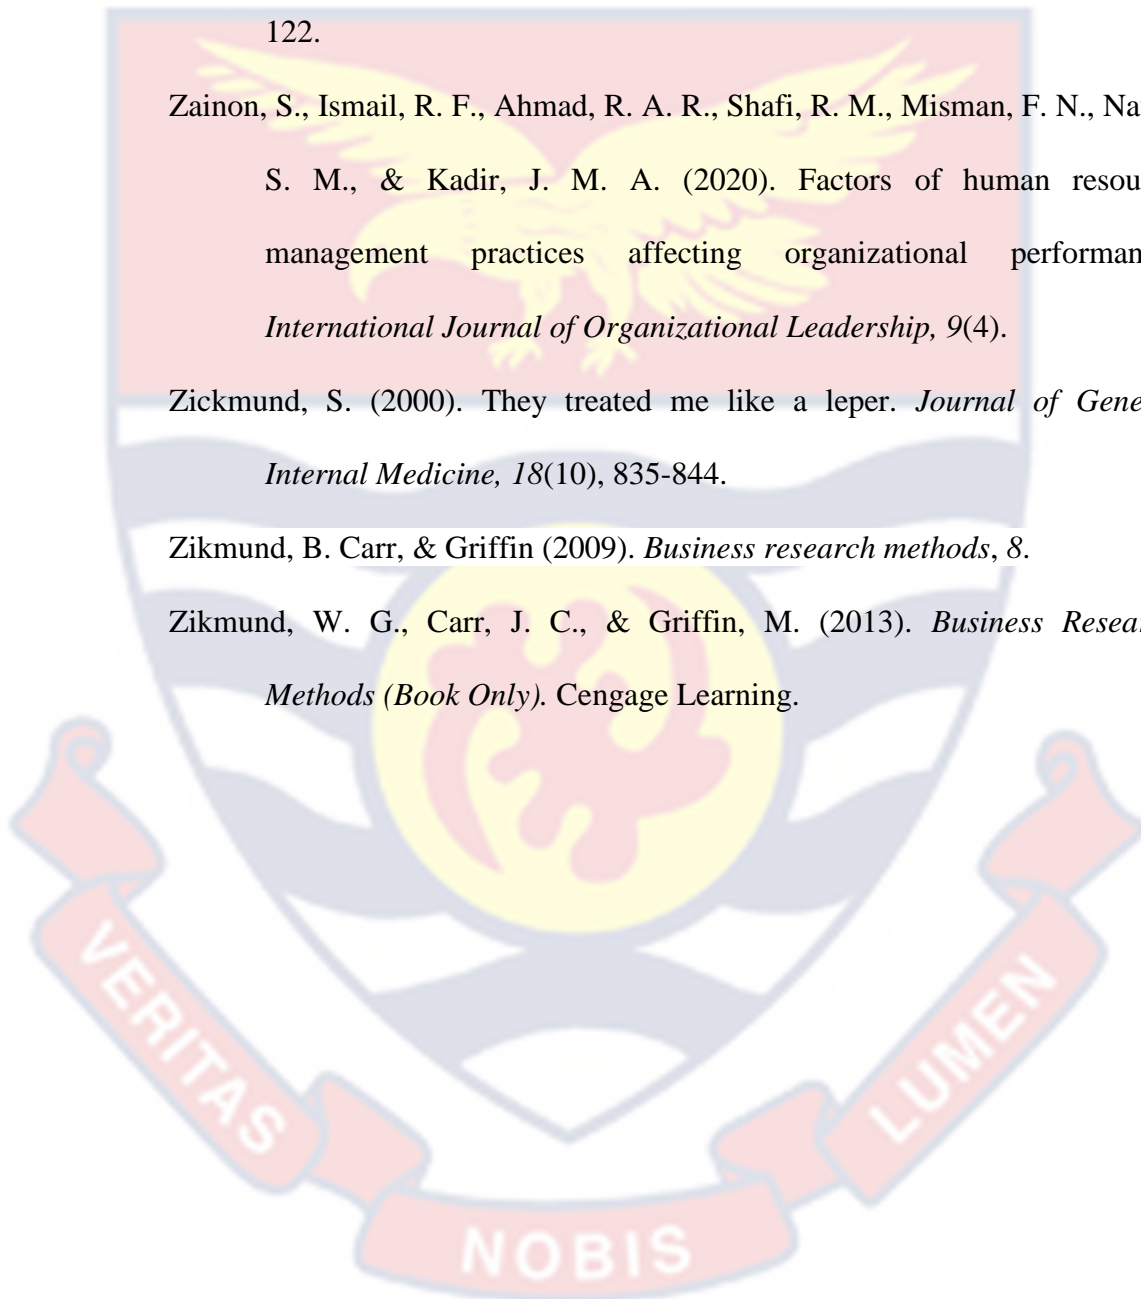 122.
Zainon, S., Ismail, R. F., Ahmad, R. A. R., Shafi, R. M., Misman, F. N., Na
S. M., & Kadir, J. M. A. (2020). Factors of human resou
management practices affecting organizational performan
International Journal of Organizational Leadership, 9(4).
Zickmund, S. (2000). They treated me like a leper. Journal of Gene
Internal Medicine, 18(10), 835-844.
Zikmund, B. Carr, & Griffin (2009). Business research methods, 8.
Zikmund, W. G., Carr, J. C., & Griffin, M. (2013). Business Resear
Methods (Book Only). Cengage Learning.
VERITAS
NOBIS
LUMEN